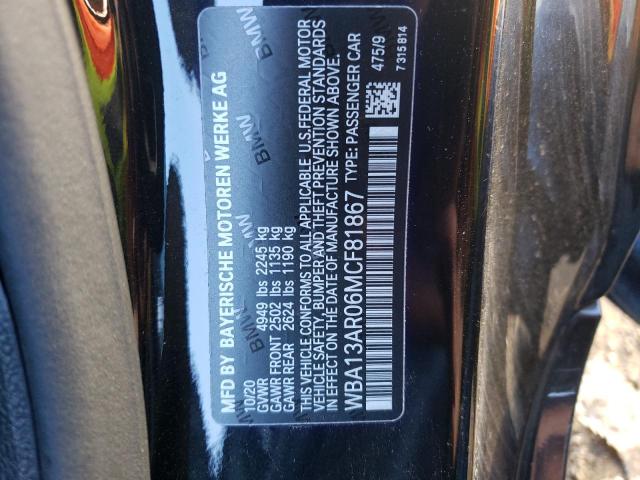 MFD BY BAYERISCHE MOTOREN WERKE AG
10/20
GVWR 4949 lbs 2245 kg
GAWR FRONT 2502 lbs 1135 kg
GAWR REAR 2624 lbs 1190 kg
THIS VEHICLE CONFORMS TO ALL APPLICABLE U.S. FEDERAL MOTOR
VEHICLE SAFETY, BUMPER AND THEFT PREVENTION STANDARDS
IN EFFECT ON THE DATE OF MANUFACTURE SHOWN ABOVE.
WBA13AR06MCF81867 TYPE: PASSENGER CAR
475/9
7315814
BMW
BMW
BMW